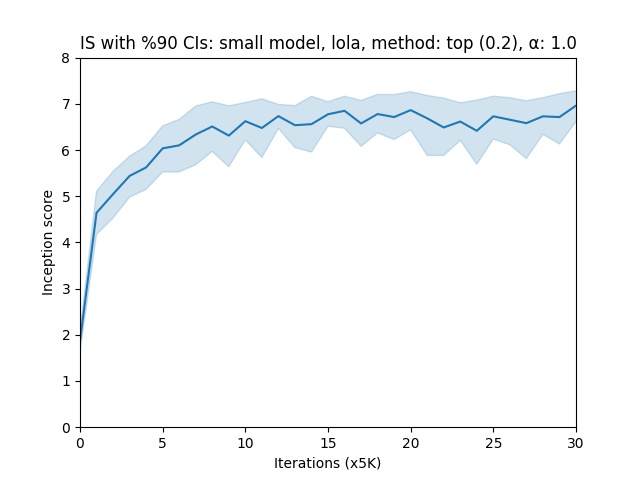 IS with %90 CIs: small model, lola, method: top (0.2), α: 1.0
8
7
6
5
4
3
2
1
0
Inception score
0 5 10 15 20 25 30
Iterations (x5K)